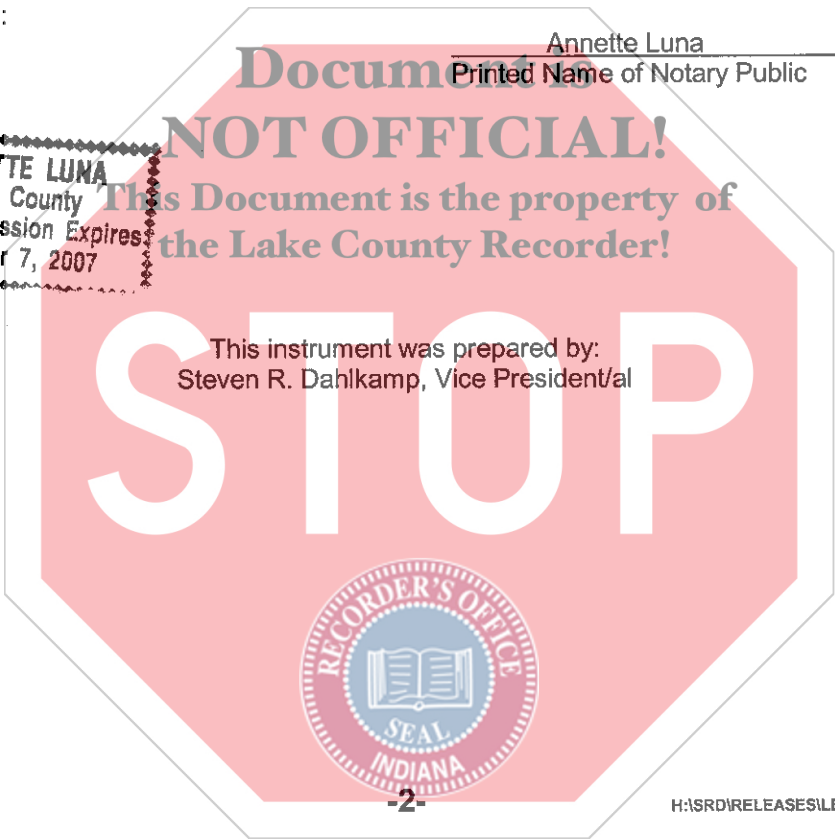 :
Annette Luna
Printed Name of Notary Public
Document is
NOT OFFICIAL!
This Document is the property of
the Lake County Recorder!
TE LUNA
County
ssion Expires
r 7, 2007
This instrument was prepared by:
Steven R. Dahlkamp, Vice President/al
STOP
RECORDER'S OFFICE
SEAL
INDIANA
-2-
H:\SRD\RELEASES\LE